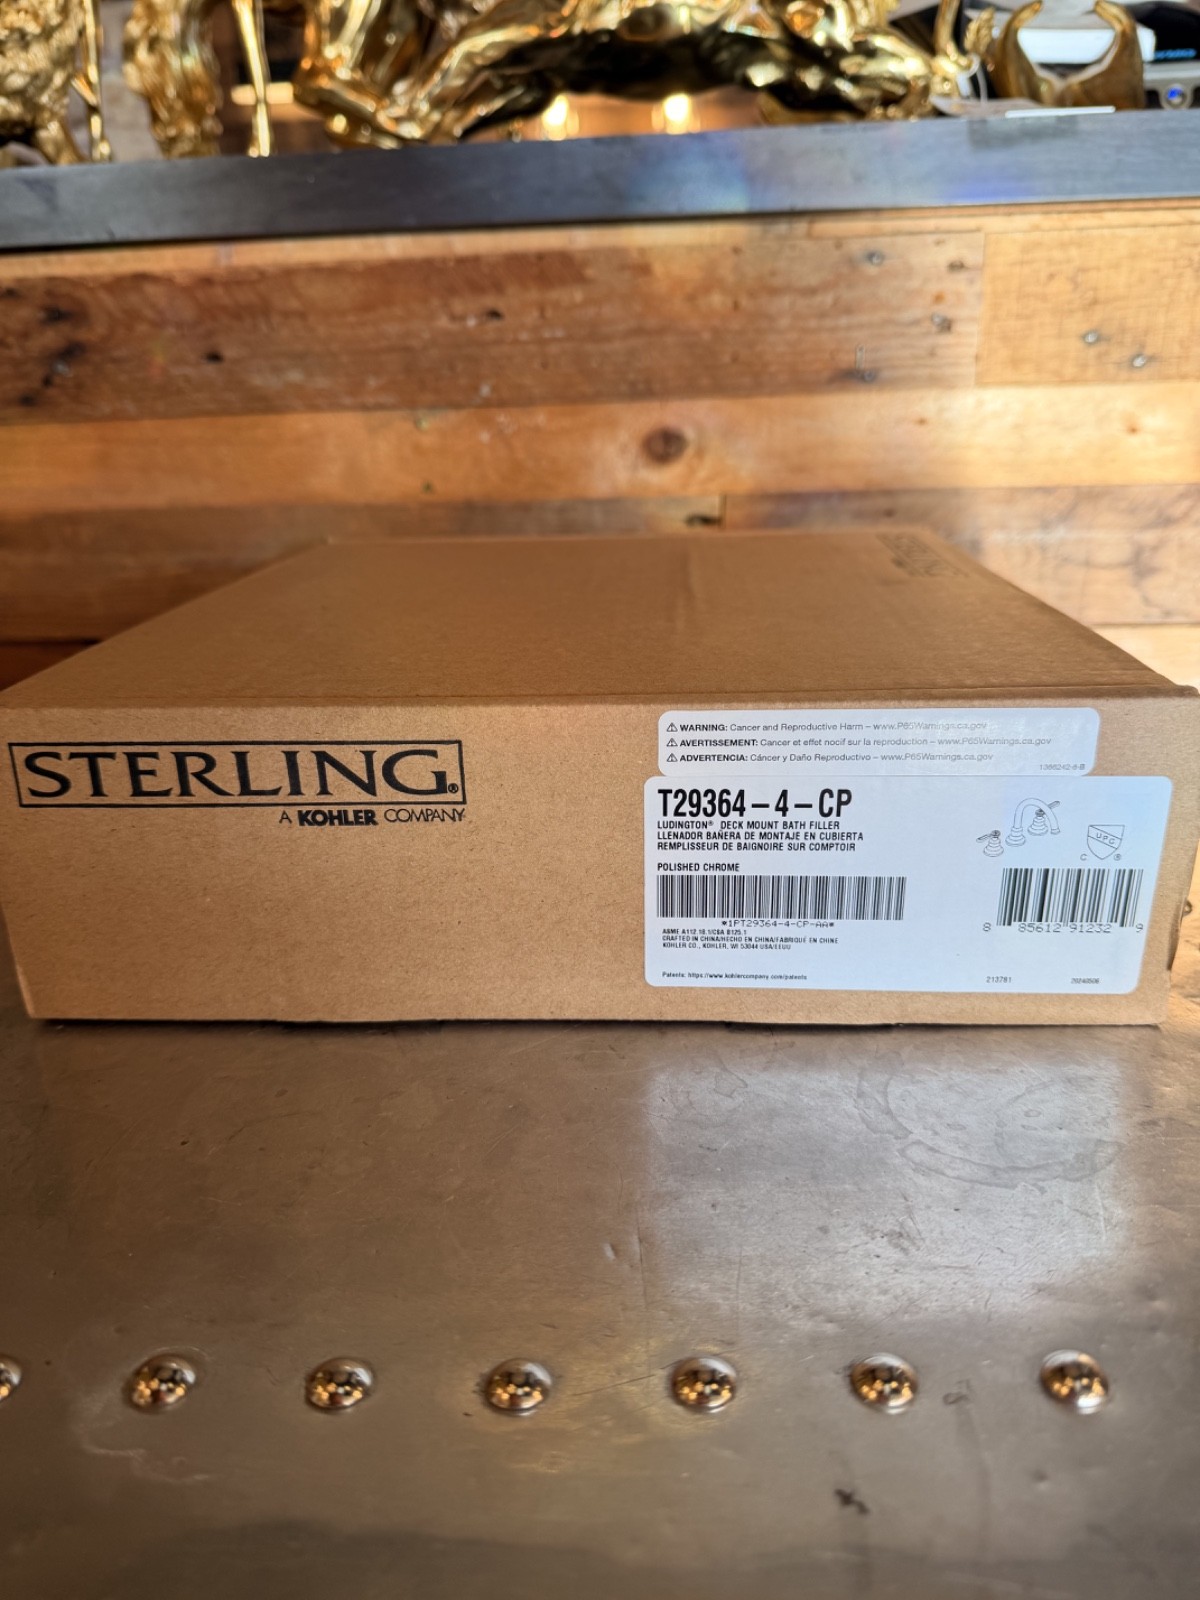 STERLING®
A KOHLER COMPANY
⚠ WARNING: Cancer and Reproductive Harm – www.P65Warnings.ca.gov
⚠ AVERTISSEMENT: Cancer et effet nocif sur la reproduction – www.P65Warnings.ca.gov
⚠ ADVERTENCIA: Cáncer y Daño Reproductivo – www.P65Warnings.ca.gov
T29364–4–CP
LUDINGTON® DECK MOUNT BATH FILLER
LLENADOR BAÑERA DE MONTAJE EN CUBIERTA
REMPLISSEUR DE BAIGNOIRE SUR COMPTOIR
POLISHED CHROME
UPC
C ®
*1PT29364-4-CP-AA*
8 85612 91232 9
ASME A112.18.1/CSA B125.1
CRAFTED IN CHINA/HECHO EN CHINA/FABRIQUÉ EN CHINE
KOHLER CO., KOHLER, WI 53044 USA/EEUU
Patents: https://www.kohlercompany.com/patents
213781
20240506